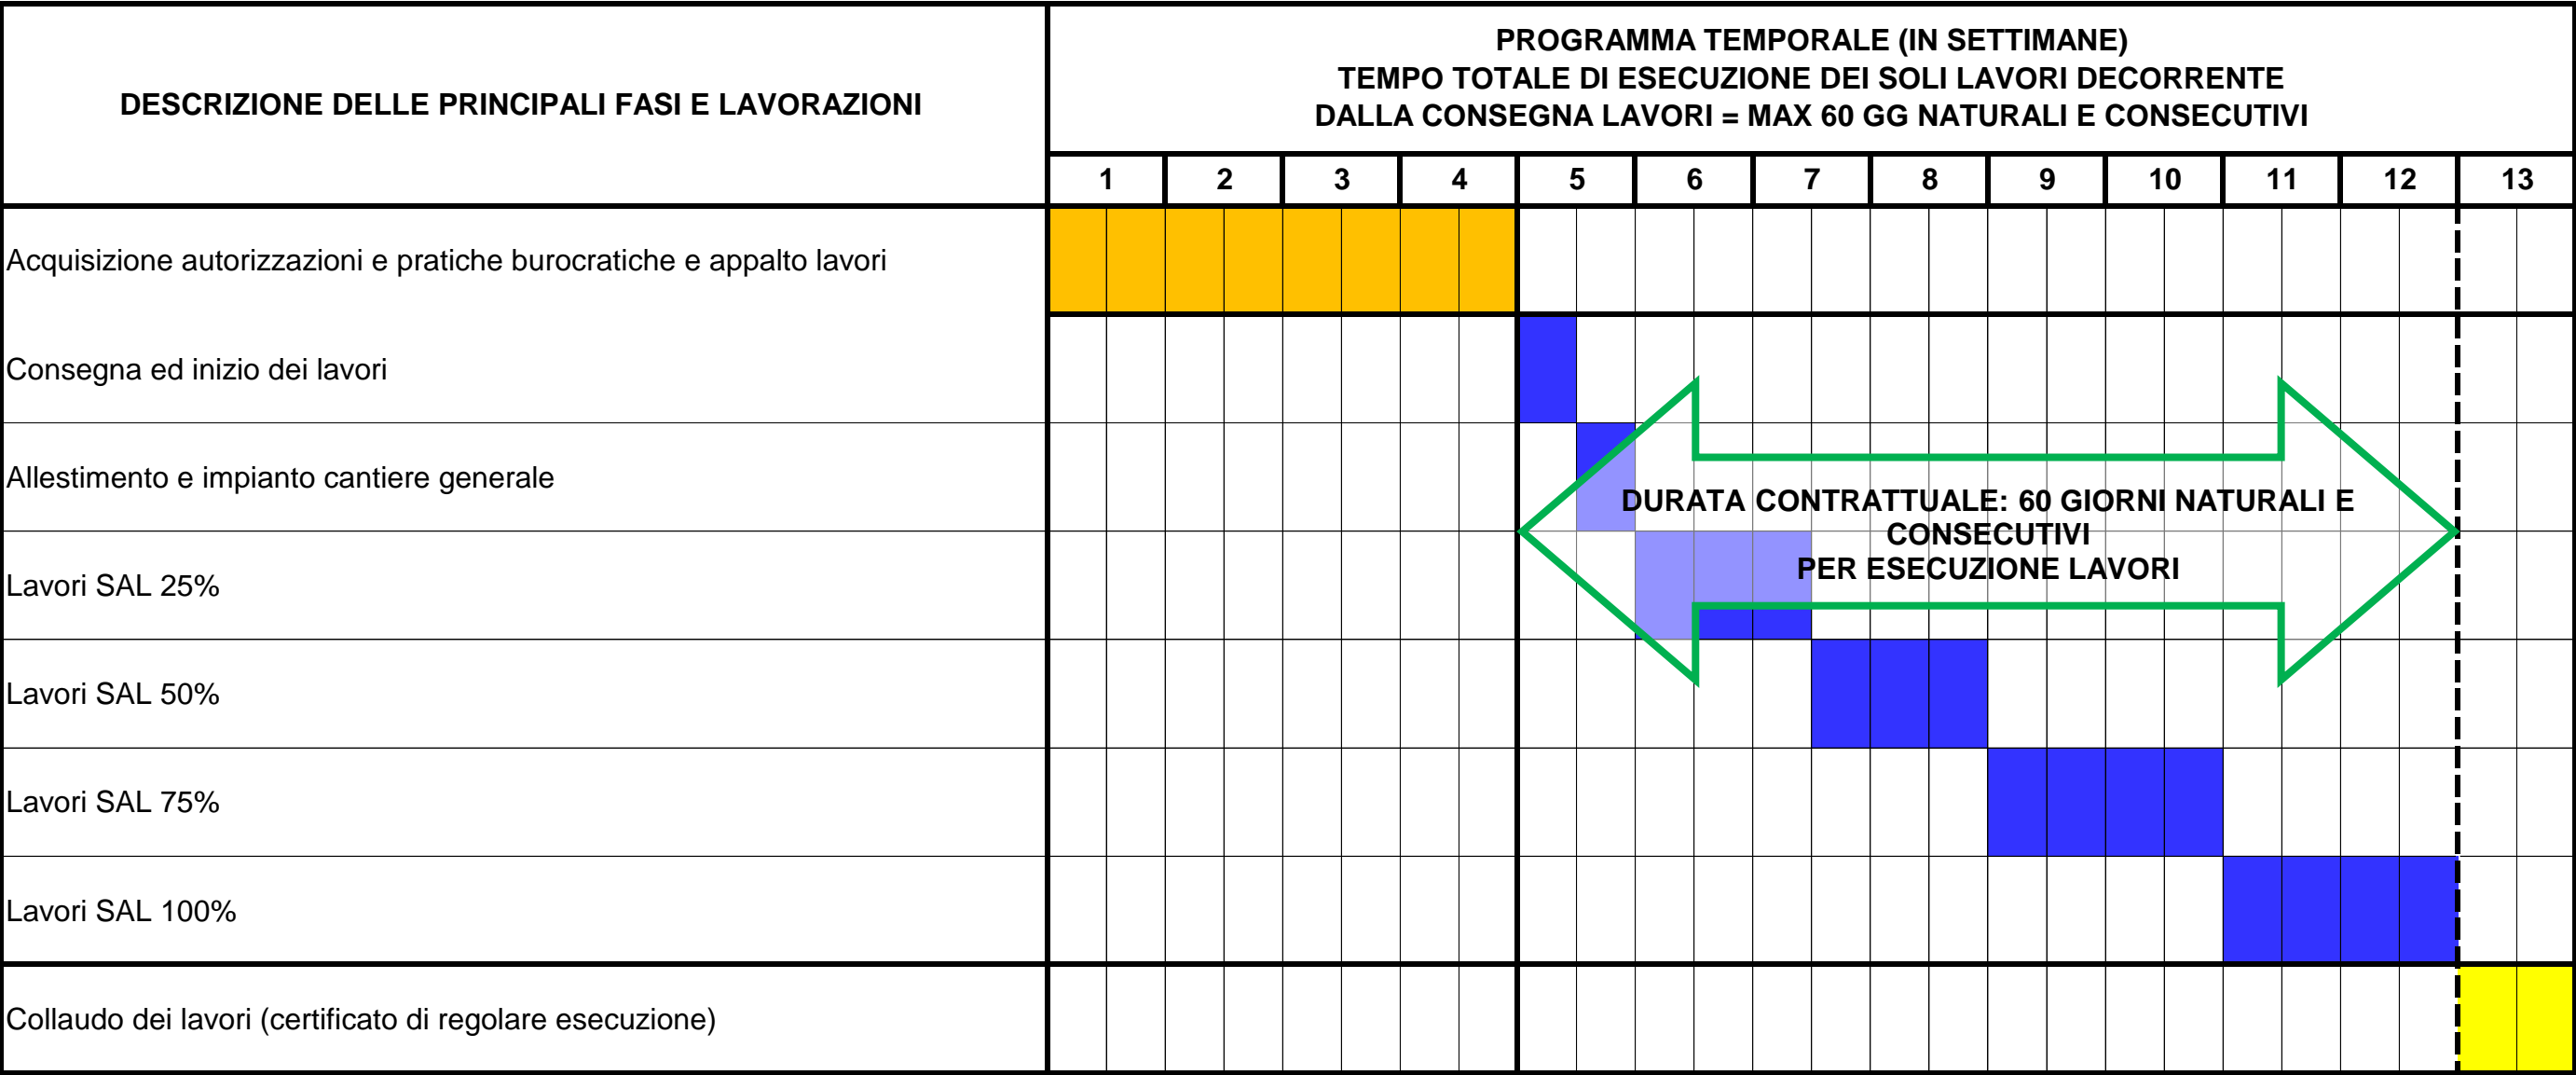 DESCRIZIONE DELLE PRINCIPALI FASI E LAVORAZIONI
PROGRAMMA TEMPORALE (IN SETTIMANE)
TEMPO TOTALE DI ESECUZIONE DEI SOLI LAVORI DECORRENTE
DALLA CONSEGNA LAVORI = MAX 60 GG NATURALI E CONSECUTIVI
1 2 3 4 5 6 7 8 9 10 11 12 13
Acquisizione autorizzazioni e pratiche burocratiche e appalto lavori
Consegna ed inizio dei lavori
Allestimento e impianto cantiere generale
DURATA CONTRATTUALE: 60 GIORNI NATURALI E
CONSECUTIVI
PER ESECUZIONE LAVORI
Lavori SAL 25%
Lavori SAL 50%
Lavori SAL 75%
Lavori SAL 100%
Collaudo dei lavori (certificato di regolare esecuzione)